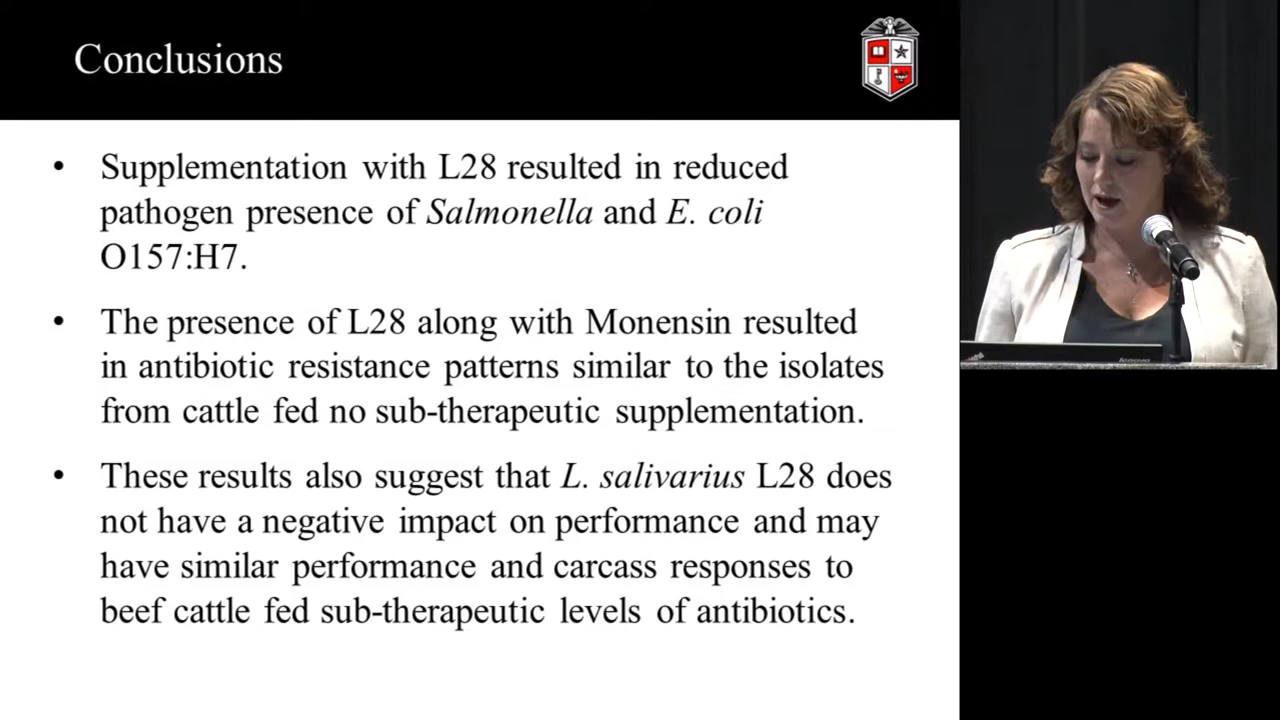 Conclusions
• Supplementation with L28 resulted in reduced
pathogen presence of Salmonella and E. coli
O157:H7.
• The presence of L28 along with Monensin resulted
in antibiotic resistance patterns similar to the isolates
from cattle fed no sub-therapeutic supplementation.
• These results also suggest that L. salivarius L28 does
not have a negative impact on performance and may
have similar performance and carcass responses to
beef cattle fed sub-therapeutic levels of antibiotics.
lenovo